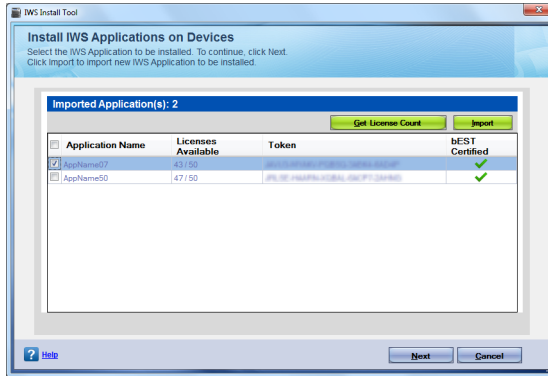 IWS Install Tool
Install IWS Applications on Devices
Select the IWS Application to be installed. To continue, click Next.
Click Import to import new IWS Application to be installed.
Imported Application(s): 2
Get License Count Import
Application Name Licenses Available Token bEST Certified
AppName07 43 / 50
AppName50 47 / 50
? Help Next Cancel